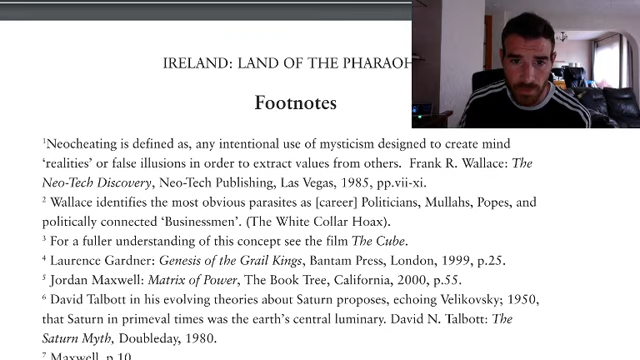 IRELAND: LAND OF THE PHARAOH
Footnotes
¹Neocheating is defined as, any intentional use of mysticism designed to create mind
‘realities’ or false illusions in order to extract values from others. Frank R. Wallace: The
Neo-Tech Discovery, Neo-Tech Publishing, Las Vegas, 1985, pp.vii-xi.
² Wallace identifies the most obvious parasites as [career] Politicians, Mullahs, Popes, and
politically connected ‘Businessmen’. (The White Collar Hoax).
³ For a fuller understanding of this concept see the film The Cube.
⁴ Laurence Gardner: Genesis of the Grail Kings, Bantam Press, London, 1999, p.25.
⁵ Jordan Maxwell: Matrix of Power, The Book Tree, California, 2000, p.55.
⁶ David Talbott in his evolving theories about Saturn proposes, echoing Velikovsky; 1950,
that Saturn in primeval times was the earth’s central luminary. David N. Talbott: The
Saturn Myth, Doubleday, 1980.
⁷ Maxwell, p.10.